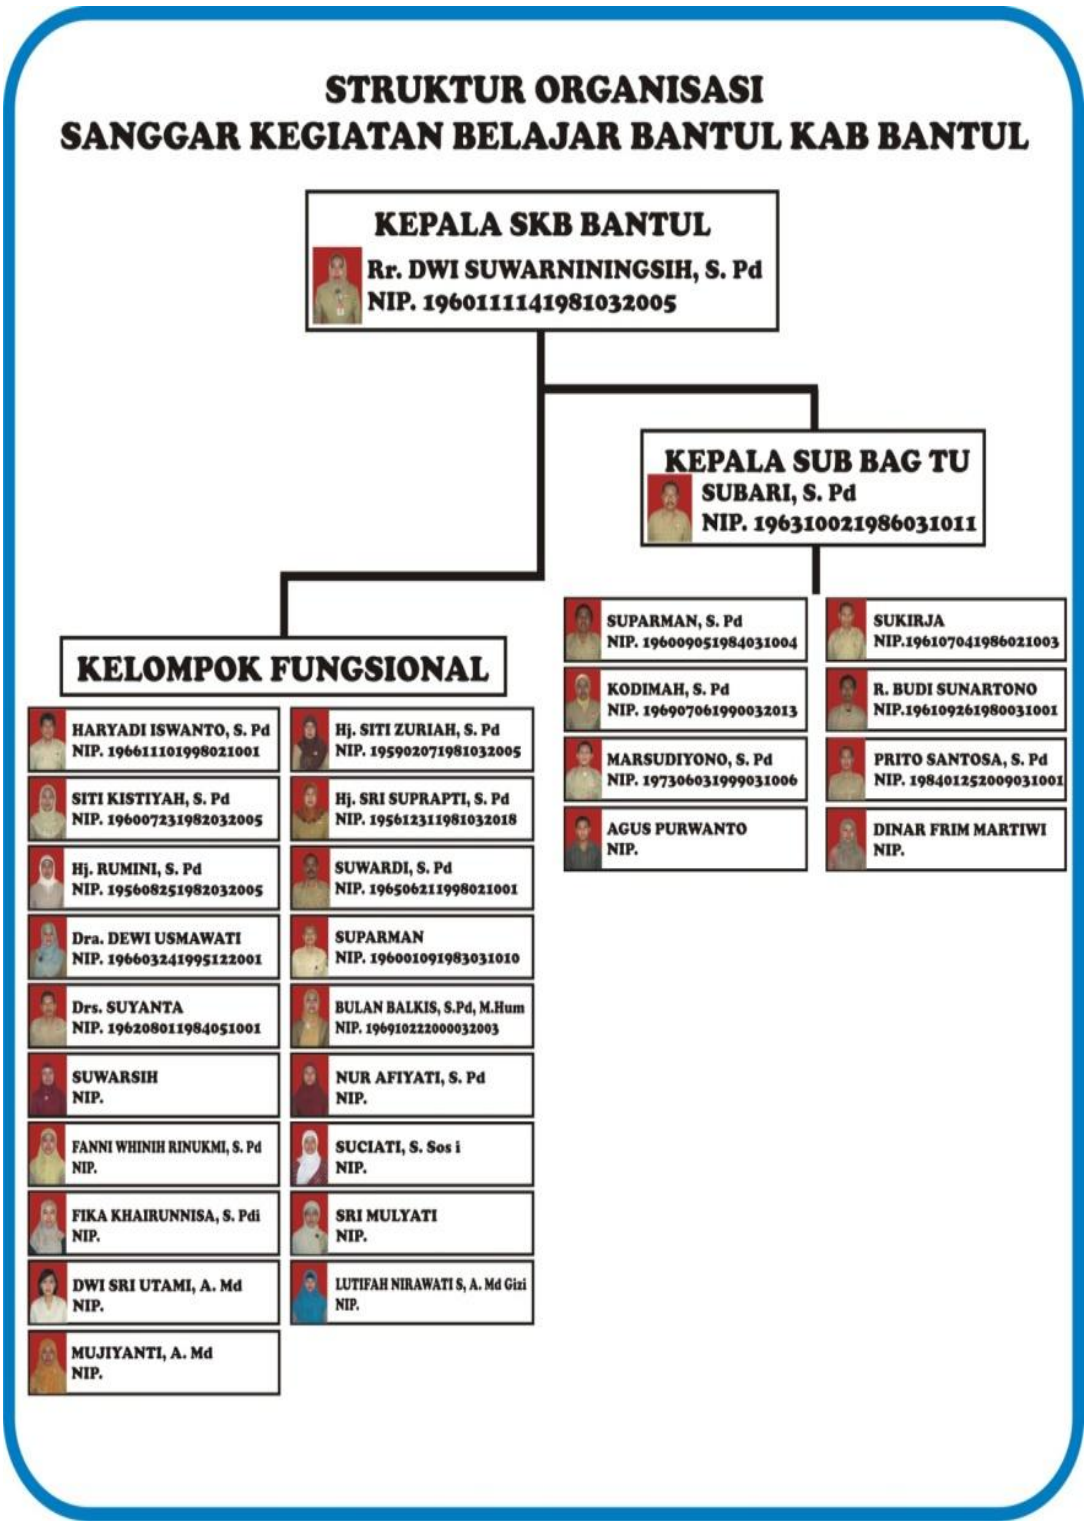 STRUKTUR ORGANISASI
SANGGAR KEGIATAN BELAJAR BANTUL KAB BANTUL
KEPALA SKB BANTUL
Rr. DWI SUWARNININGSIH, S. Pd
NIP. 196011141981032005
KEPALA SUB BAG TU
SUBARI, S. Pd
NIP. 196310021986031011
SUPARMAN, S. Pd
NIP. 196009051984031004
SUKIRJA
NIP.196107041986021003
KODIMAH, S. Pd
NIP. 196907061990032013
R. BUDI SUNARTONO
NIP.196109261980031001
MARSUDIYONO, S. Pd
NIP. 197306031999031006
PRITO SANTOSA, S. Pd
NIP. 198401252009031001
AGUS PURWANTO
NIP.
DINAR FRIM MARTIWI
NIP.
KELOMPOK FUNGSIONAL
HARYADI ISWANTO, S. Pd
NIP. 196611101998021001
Hj. SITI ZURIAH, S. Pd
NIP. 195902071981032005
SITI KISTIYAH, S. Pd
NIP. 196007231982032005
Hj. SRI SUPRAPTI, S. Pd
NIP. 195612311981032018
Hj. RUMINI, S. Pd
NIP. 195608251982032005
SUWARDI, S. Pd
NIP. 196506211998021001
Dra. DEWI USMAWATI
NIP. 196603241995122001
SUPARMAN
NIP. 196001091983031010
Drs. SUYANTA
NIP. 196208011984051001
BULAN BALKIS, S.Pd, M.Hum
NIP. 196910222000032003
SUWARSIH
NIP.
NUR AFIYATI, S. Pd
NIP.
FANNI WHINIH RINUKMI, S. Pd
NIP.
SUCIATI, S. Sos i
NIP.
FIKA KHAIRUNNISA, S. Pdi
NIP.
SRI MULYATI
NIP.
DWI SRI UTAMI, A. Md
NIP.
LUTIFAH NIRAWATI S, A. Md Gizi
NIP.
MUJIYANTI, A. Md
NIP.